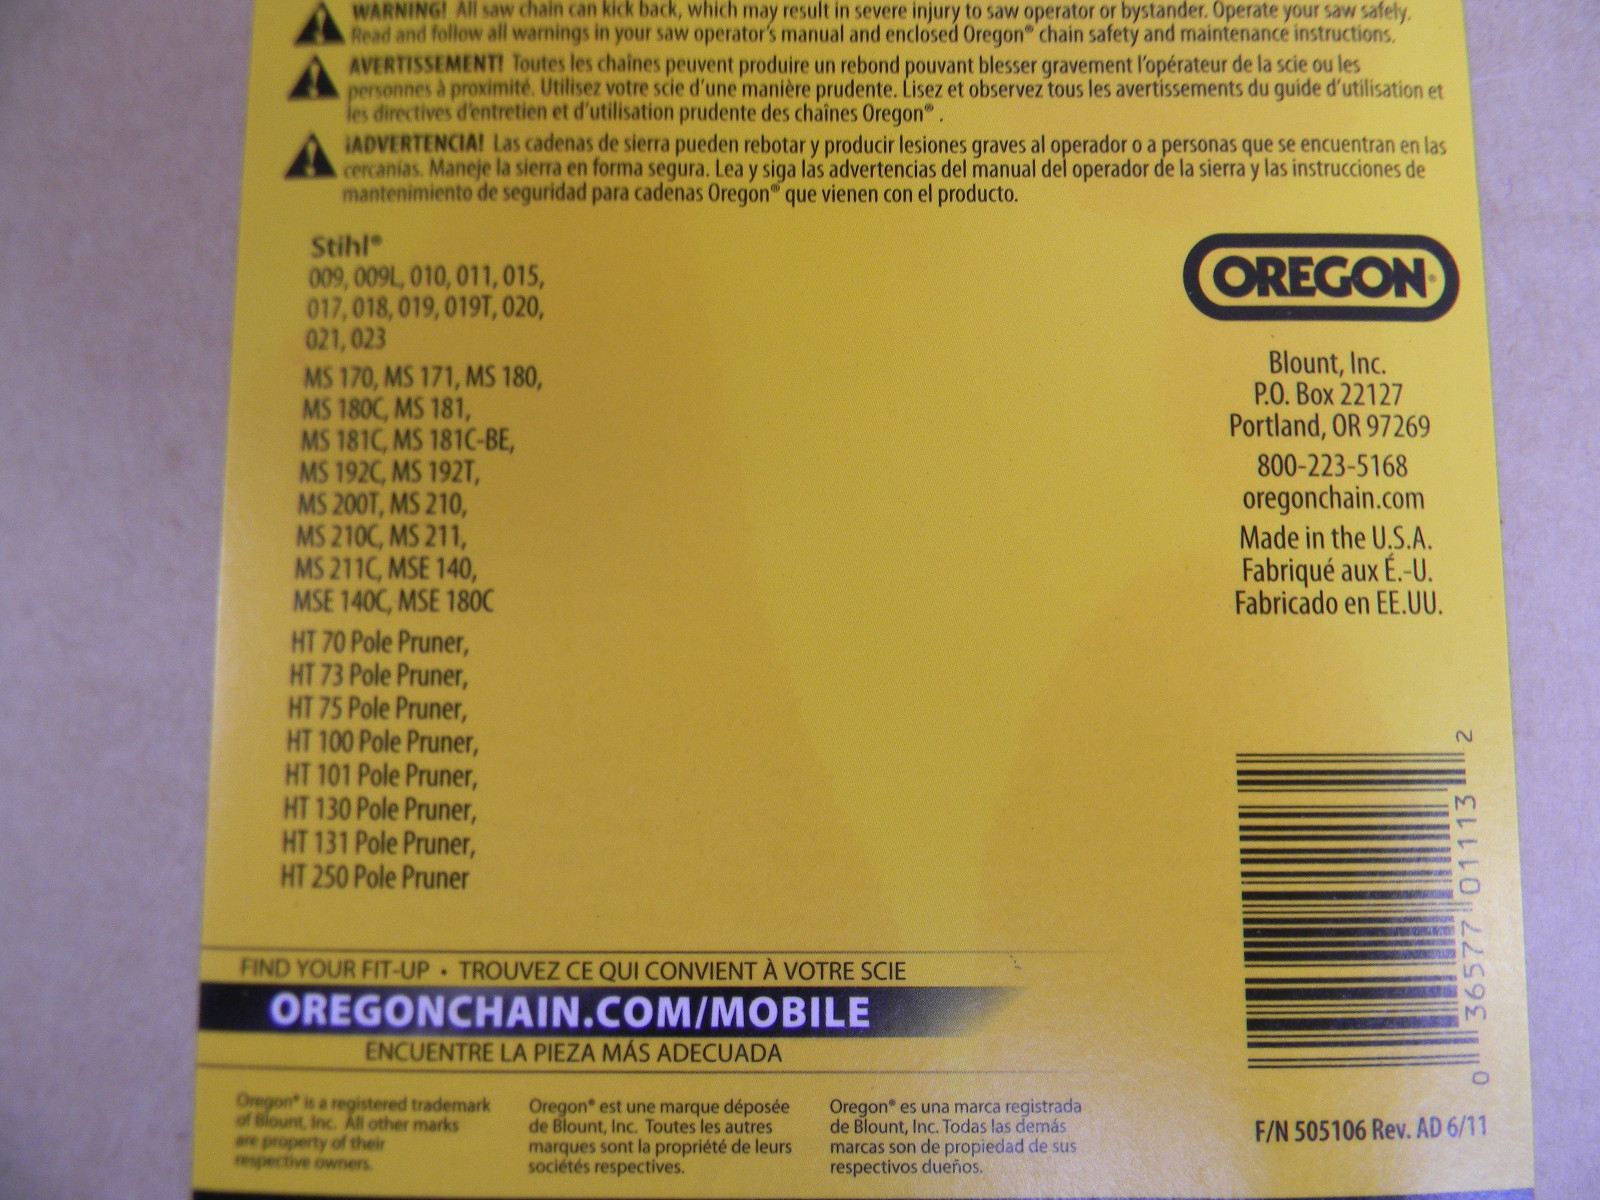 WARNING! All saw chain can kick back, which may result in severe injury to saw operator or bystander. Operate your saw safely.
Read and follow all warnings in your saw operator's manual and enclosed Oregon® chain safety and maintenance instructions.
AVERTISSEMENT! Toutes les chaînes peuvent produire un rebond pouvant blesser gravement l'opérateur de la scie ou les
personnes à proximité. Utilisez votre scie d'une manière prudente. Lisez et observez tous les avertissements du guide d'utilisation et
les directives d'entretien et d'utilisation prudente des chaînes Oregon® .
¡ADVERTENCIA! Las cadenas de sierra pueden rebotar y producir lesiones graves al operador o a personas que se encuentran en las
cercanías. Maneje la sierra en forma segura. Lea y siga las advertencias del manual del operador de la sierra y las instrucciones de
mantenimiento de seguridad para cadenas Oregon® que vienen con el producto.
Stihl®
009, 009L, 010, 011, 015,
017, 018, 019, 019T, 020,
021, 023
MS 170, MS 171, MS 180,
MS 180C, MS 181,
MS 181C, MS 181C-BE,
MS 192C, MS 192T,
MS 200T, MS 210,
MS 210C, MS 211,
MS 211C, MSE 140,
MSE 140C, MSE 180C
HT 70 Pole Pruner,
HT 73 Pole Pruner,
HT 75 Pole Pruner,
HT 100 Pole Pruner,
HT 101 Pole Pruner,
HT 130 Pole Pruner,
HT 131 Pole Pruner,
HT 250 Pole Pruner
OREGON®
Blount, Inc.
P.O. Box 22127
Portland, OR 97269
800-223-5168
oregonchain.com
Made in the U.S.A.
Fabriqué aux É.-U.
Fabricado en EE.UU.
0 36577 01113 2
FIND YOUR FIT-UP • TROUVEZ CE QUI CONVIENT À VOTRE SCIE
OREGONCHAIN.COM/MOBILE
ENCUENTRE LA PIEZA MÁS ADECUADA
Oregon® is a registered trademark
of Blount, Inc. All other marks
are property of their
respective owners.
Oregon® est une marque déposée
de Blount, Inc. Toutes les autres
marques sont la propriété de leurs
sociétés respectives.
Oregon® es una marca registrada
de Blount, Inc. Todas las demás
marcas son de propiedad de sus
respectivos dueños.
F/N 505106 Rev. AD 6/11